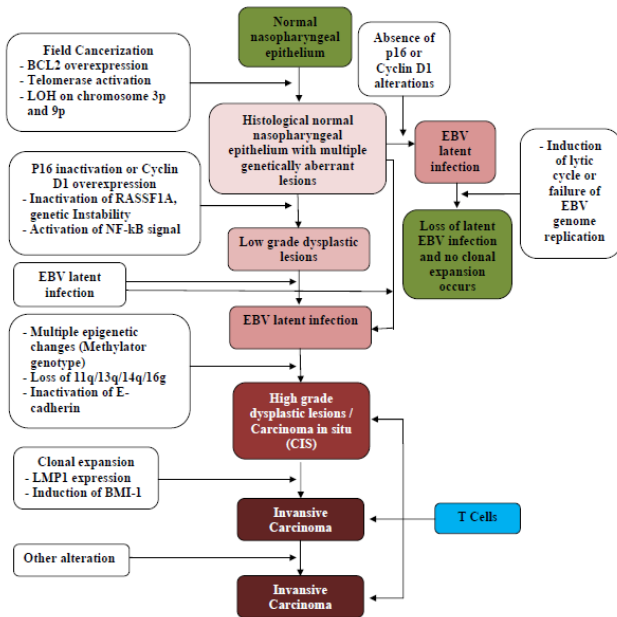 Normal
nasopharyngeal
epithelium
Field Cancerization
- BCL2 overexpression
- Telomerase activation
- LOH on chromosome 3p
and 9p
Absence of
p16 or
Cyclin D1
alterations
Histological normal
nasopharyngeal
epithelium with multiple
genetically aberrant
lesions
EBV
latent
infection
- Induction
of lytic
cycle or
failure of
EBV
genome
replication
P16 inactivation or Cyclin
D1 overexpression
- Inactivation of RASSF1A,
genetic Instability
- Activation of NF-kB signal
Loss of latent
EBV infection
and no clonal
expansion
occurs
Low grade dysplastic
lesions
EBV latent
infection
EBV latent infection
- Multiple epigenetic
changes (Methylator
genotype)
- Loss of 11q/13q/14q/16g
- Inactivation of E-
cadherin
High grade
dysplastic lesions /
Carcinoma in situ
(CIS)
Clonal expansion
- LMP1 expression
- Induction of BMI-1
Invansive
Carcinoma
T Cells
Other alteration
Invansive
Carcinoma